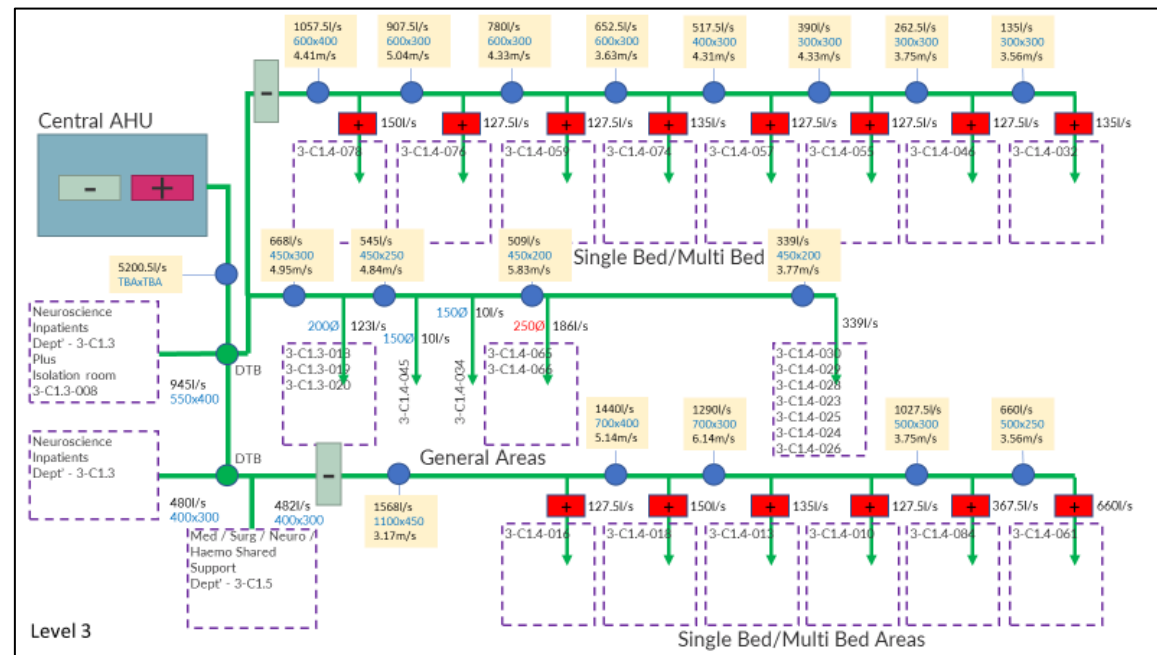 1057.5l/s
600x400
4.41m/s
907.5l/s
600x300
5.04m/s
780l/s
600x300
4.33m/s
652.5l/s
600x300
3.63m/s
517.5l/s
400x300
4.31m/s
390l/s
300x300
4.33m/s
262.5l/s
300x300
3.75m/s
135l/s
300x300
3.56m/s
-
Central AHU
-
+
+ 150l/s
+ 127.5l/s
+ 127.5l/s
+ 135l/s
+ 127.5l/s
+ 127.5l/s
+ 127.5l/s
+ 135l/s
3-C1.4-078
3-C1.4-076
3-C1.4-059
3-C1.4-074
3-C1.4-057
3-C1.4-055
3-C1.4-046
3-C1.4-032
Single Bed/Multi Bed
5200.5l/s
TBAxTBA
668l/s
450x300
4.95m/s
545l/s
450x250
4.84m/s
509l/s
450x200
5.83m/s
339l/s
450x200
3.77m/s
200Ø 123l/s
150Ø 10l/s
150Ø 10l/s
250Ø 186l/s
339l/s
3-C1.3-018
3-C1.3-019
3-C1.3-020
3-C1.4-045
3-C1.4-034
3-C1.4-065
3-C1.4-066
3-C1.4-030
3-C1.4-029
3-C1.4-028
3-C1.4-023
3-C1.4-025
3-C1.4-024
3-C1.4-026
Neuroscience
Inpatients
Dept' - 3-C1.3
Plus
Isolation room
3-C1.3-008
DTB
945l/s
550x400
General Areas
Neuroscience
Inpatients
Dept' - 3-C1.3
DTB
480l/s
400x300
482l/s
400x300
-
Med / Surg / Neuro /
Haemo Shared
Support
Dept' - 3-C1.5
1568l/s
1100x450
3.17m/s
1440l/s
700x400
5.14m/s
1290l/s
700x300
6.14m/s
1027.5l/s
500x300
3.75m/s
660l/s
500x250
3.56m/s
+ 127.5l/s
+ 150l/s
+ 135l/s
+ 127.5l/s
+ 367.5l/s
+ 660l/s
3-C1.4-016
3-C1.4-018
3-C1.4-013
3-C1.4-010
3-C1.4-084
3-C1.4-061
Single Bed/Multi Bed Areas
Level 3